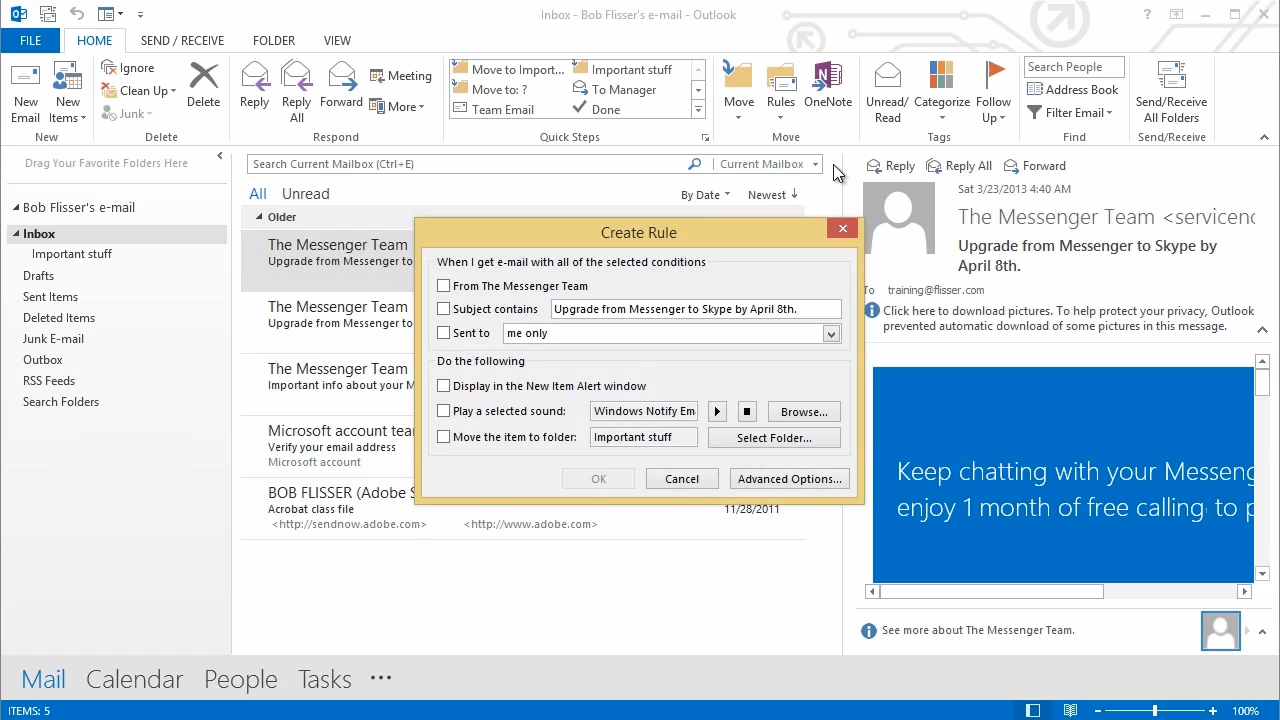 Inbox - Bob Flisser's e-mail - Outlook
FILE HOME SEND / RECEIVE FOLDER VIEW
New Email
New Items
New
Ignore
Clean Up
Junk
Delete
Delete
Reply
Reply All
Forward
Meeting
More
Respond
Move to Import...
Move to: ?
Team Email
Important stuff
To Manager
Done
Quick Steps
Move
Rules
OneNote
Move
Unread/ Read
Categorize
Follow Up
Tags
Search People
Address Book
Filter Email
Find
Send/Receive All Folders
Send/Receive
Drag Your Favorite Folders Here
Bob Flisser's e-mail
Inbox
Important stuff
Drafts
Sent Items
Deleted Items
Junk E-mail
Outbox
RSS Feeds
Search Folders
Search Current Mailbox (Ctrl+E) Current Mailbox
All Unread By Date Newest
Older
The Messenger Team
Upgrade from Messenger to
The Messenger Team
Upgrade from Messenger to
The Messenger Team
Important info about your M
Microsoft account tea
Verify your email address
Microsoft account
BOB FLISSER (Adobe S
Acrobat class file 11/28/2011
<http://sendnow.adobe.com> <http://www.adobe.com>
Create Rule
When I get e-mail with all of the selected conditions
From The Messenger Team
Subject contains Upgrade from Messenger to Skype by April 8th.
Sent to me only
Do the following
Display in the New Item Alert window
Play a selected sound: Windows Notify Em Browse...
Move the item to folder: Important stuff Select Folder...
OK Cancel Advanced Options...
Reply Reply All Forward
Sat 3/23/2013 4:40 AM
The Messenger Team <servicenc
Upgrade from Messenger to Skype by
April 8th.
To training@flisser.com
Click here to download pictures. To help protect your privacy, Outlook
prevented automatic download of some pictures in this message.
Keep chatting with your Messeng
enjoy 1 month of free calling, to p
See more about The Messenger Team.
Mail Calendar People Tasks •••
ITEMS: 5 100%